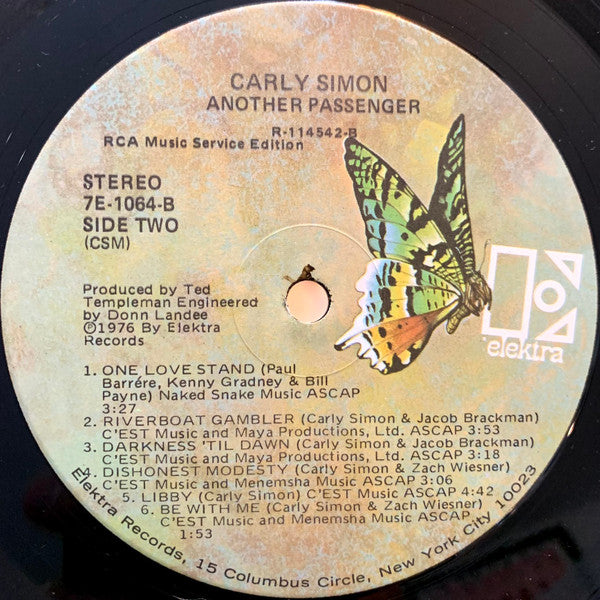 CARLY SIMON
ANOTHER PASSENGER
R-114542-B
RCA Music Service Edition
STEREO
7E-1064-B
SIDE TWO
(CSM)
Produced by Ted
Templeman Engineered
by Donn Landee
℗1976 By Elektra
Records
elektra
1. ONE LOVE STAND (Paul
Barrére, Kenny Gradney & Bill
Payne) Naked Snake Music ASCAP
3:27
2. RIVERBOAT GAMBLER (Carly Simon & Jacob Brackman)
C'EST Music and Maya Productions, Ltd. ASCAP 3:53
3. DARKNESS 'TIL DAWN (Carly Simon & Jacob Brackman)
C'EST Music and Maya Productions, Ltd. ASCAP 3:18
4. DISHONEST MODESTY (Carly Simon & Zach Wiesner)
C'EST Music and Menemsha Music ASCAP 3:06
5. LIBBY (Carly Simon) C'EST Music ASCAP 4:42
6. BE WITH ME (Carly Simon & Zach Wiesner)
C'EST Music and Menemsha Music ASCAP
1:53
Elektra Records, 15 Columbus Circle, New York City 10023